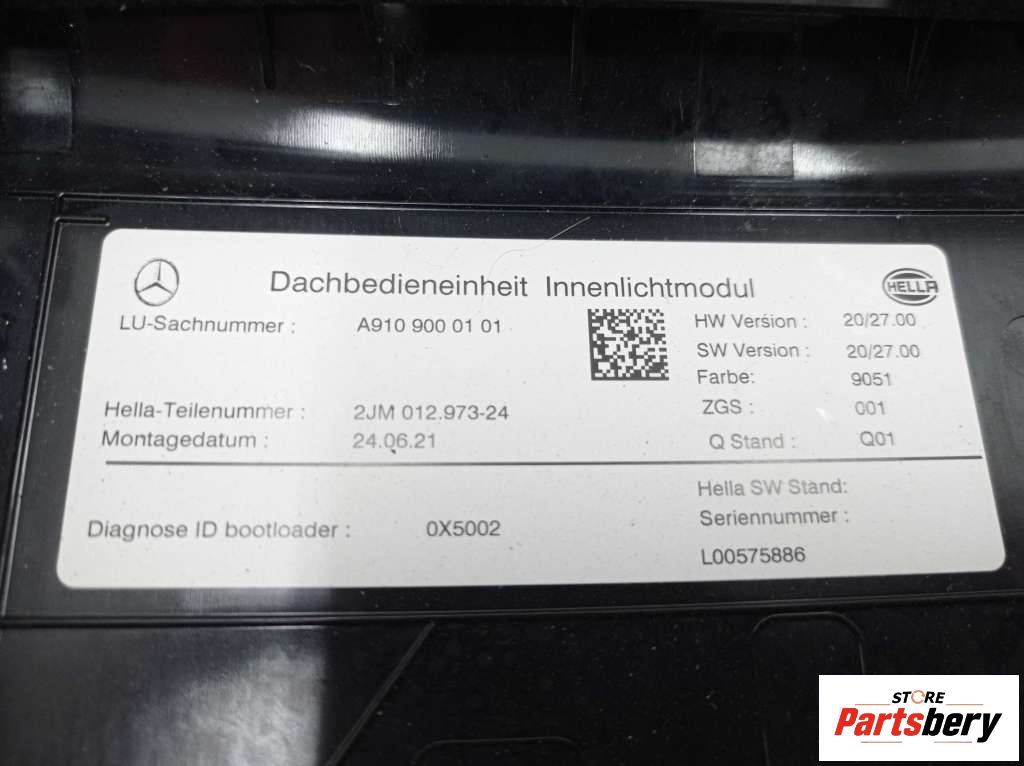 Dachbedieneinheit Innenlichtmodul
HELLA
LU-Sachnummer : A910 900 01 01
HW Version : 20/27.00
SW Version : 20/27.00
Farbe: 9051
Hella-Teilenummer : 2JM 012.973-24
ZGS : 001
Montagedatum : 24.06.21
Q Stand : Q01
Hella SW Stand:
Diagnose ID bootloader : 0X5002
Seriennummer :
L00575886
STORE
Partsbery